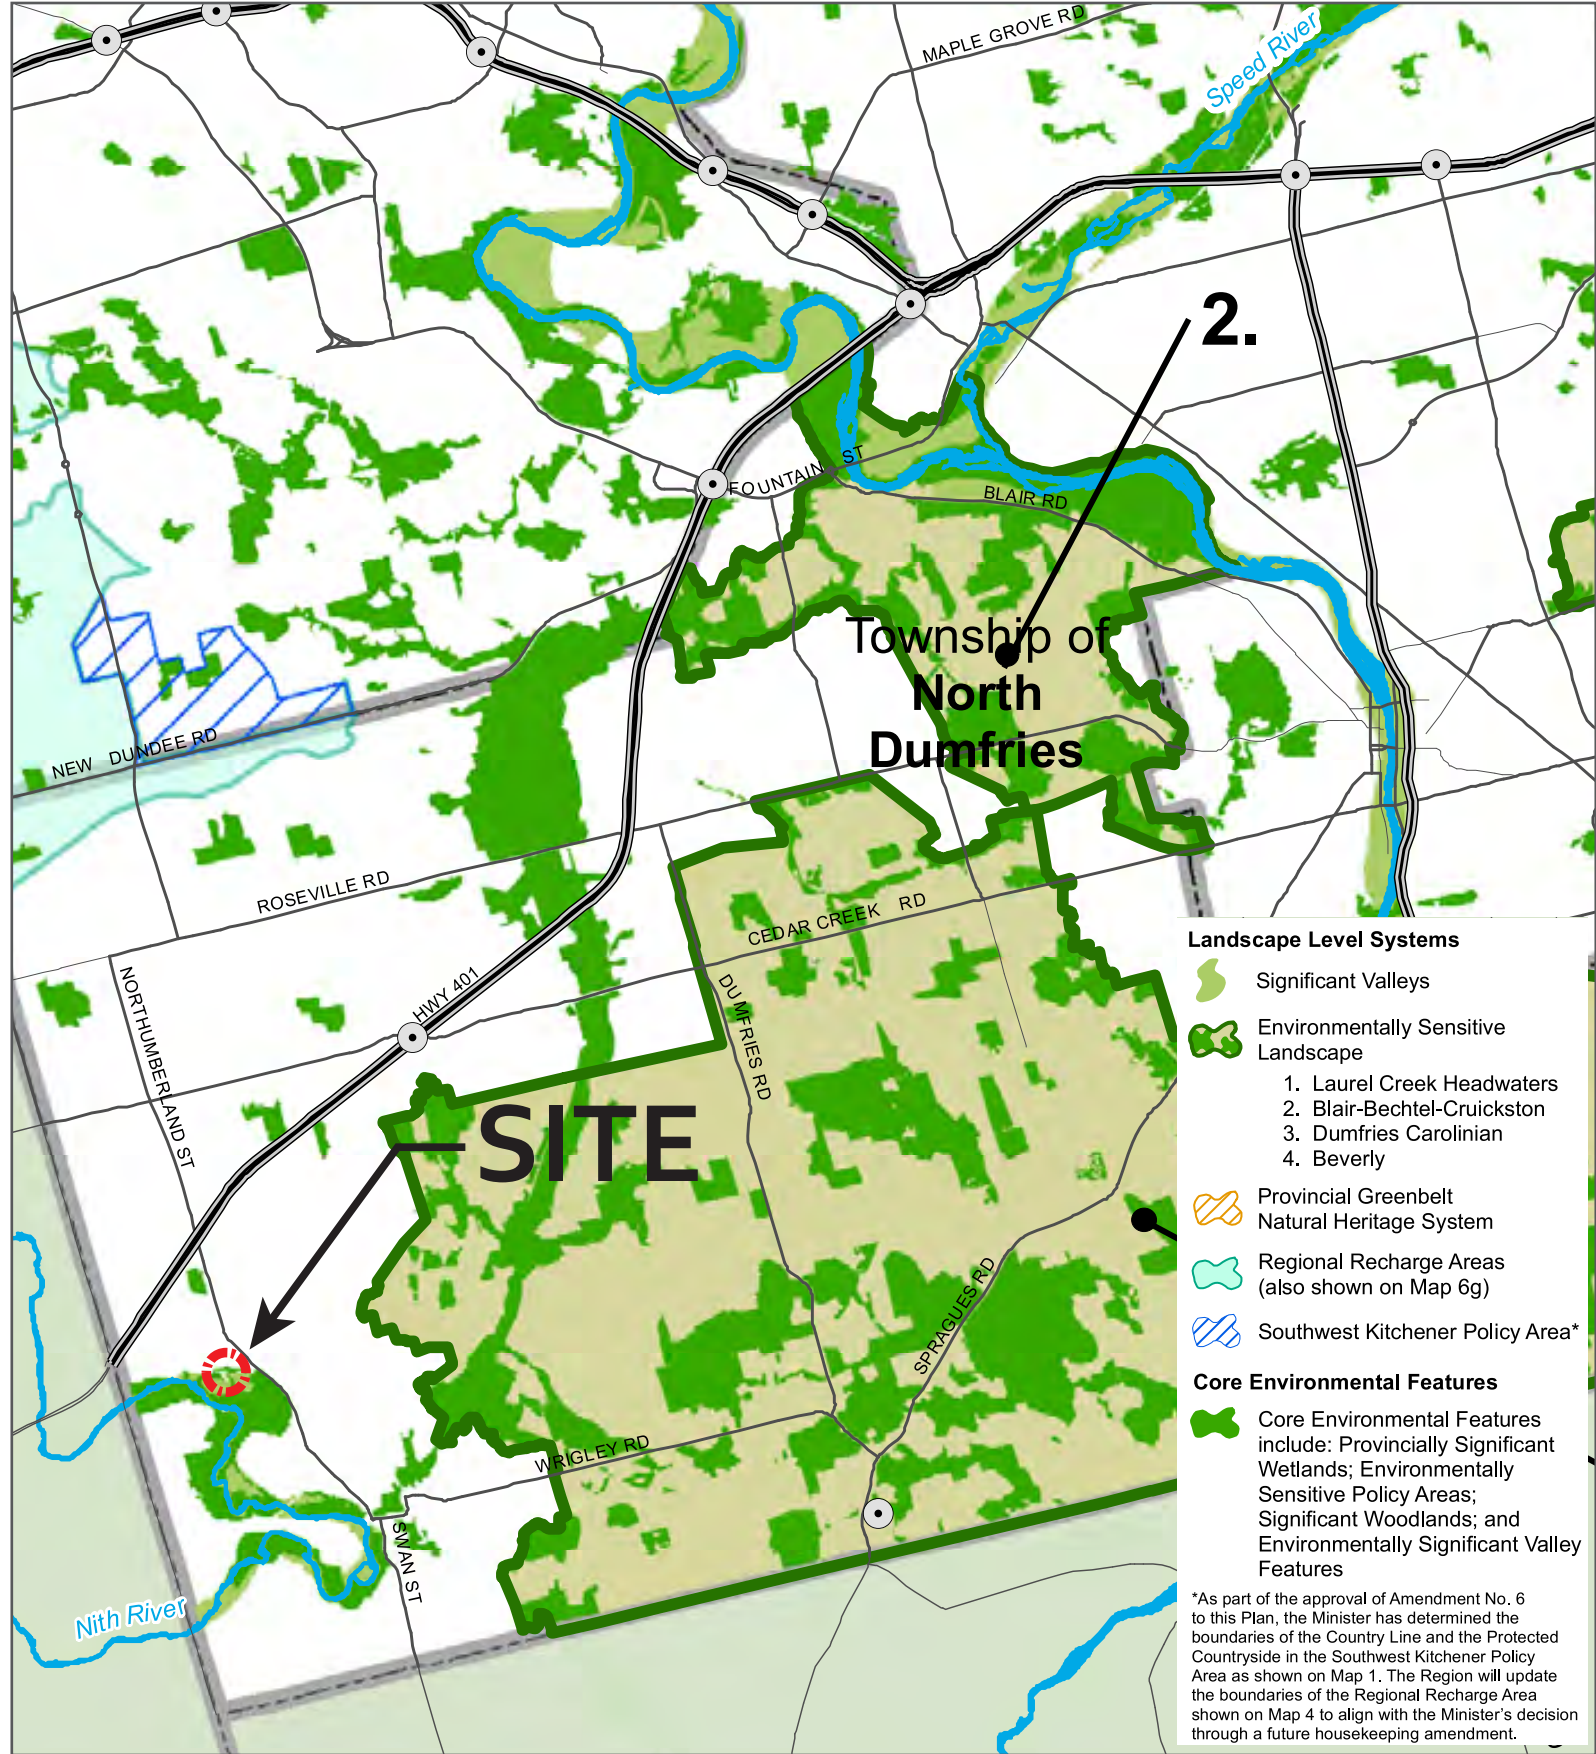 MAPLE GROVE RD
Speed River
2.
FOUNTAIN ST
BLAIR RD
Township of
North
Dumfries
NEW DUNDEE RD
ROSEVILLE RD
CEDAR CREEK RD
HWY 401
NORTHUMBERLAND ST
DUMFRIES RD
SITE
SPRAGUES RD
WRIGLEY RD
SWAN ST
Nith River
Landscape Level Systems
Significant Valleys
Environmentally Sensitive
Landscape
1. Laurel Creek Headwaters
2. Blair-Bechtel-Cruickston
3. Dumfries Carolinian
4. Beverly
Provincial Greenbelt
Natural Heritage System
Regional Recharge Areas
(also shown on Map 6g)
Southwest Kitchener Policy Area*
Core Environmental Features
Core Environmental Features
include: Provincially Significant
Wetlands; Environmentally
Sensitive Policy Areas;
Significant Woodlands; and
Environmentally Significant Valley
Features
*As part of the approval of Amendment No. 6
to this Plan, the Minister has determined the
boundaries of the Country Line and the Protected
Countryside in the Southwest Kitchener Policy
Area as shown on Map 1. The Region will update
the boundaries of the Regional Recharge Area
shown on Map 4 to align with the Minister's decision
through a future housekeeping amendment.